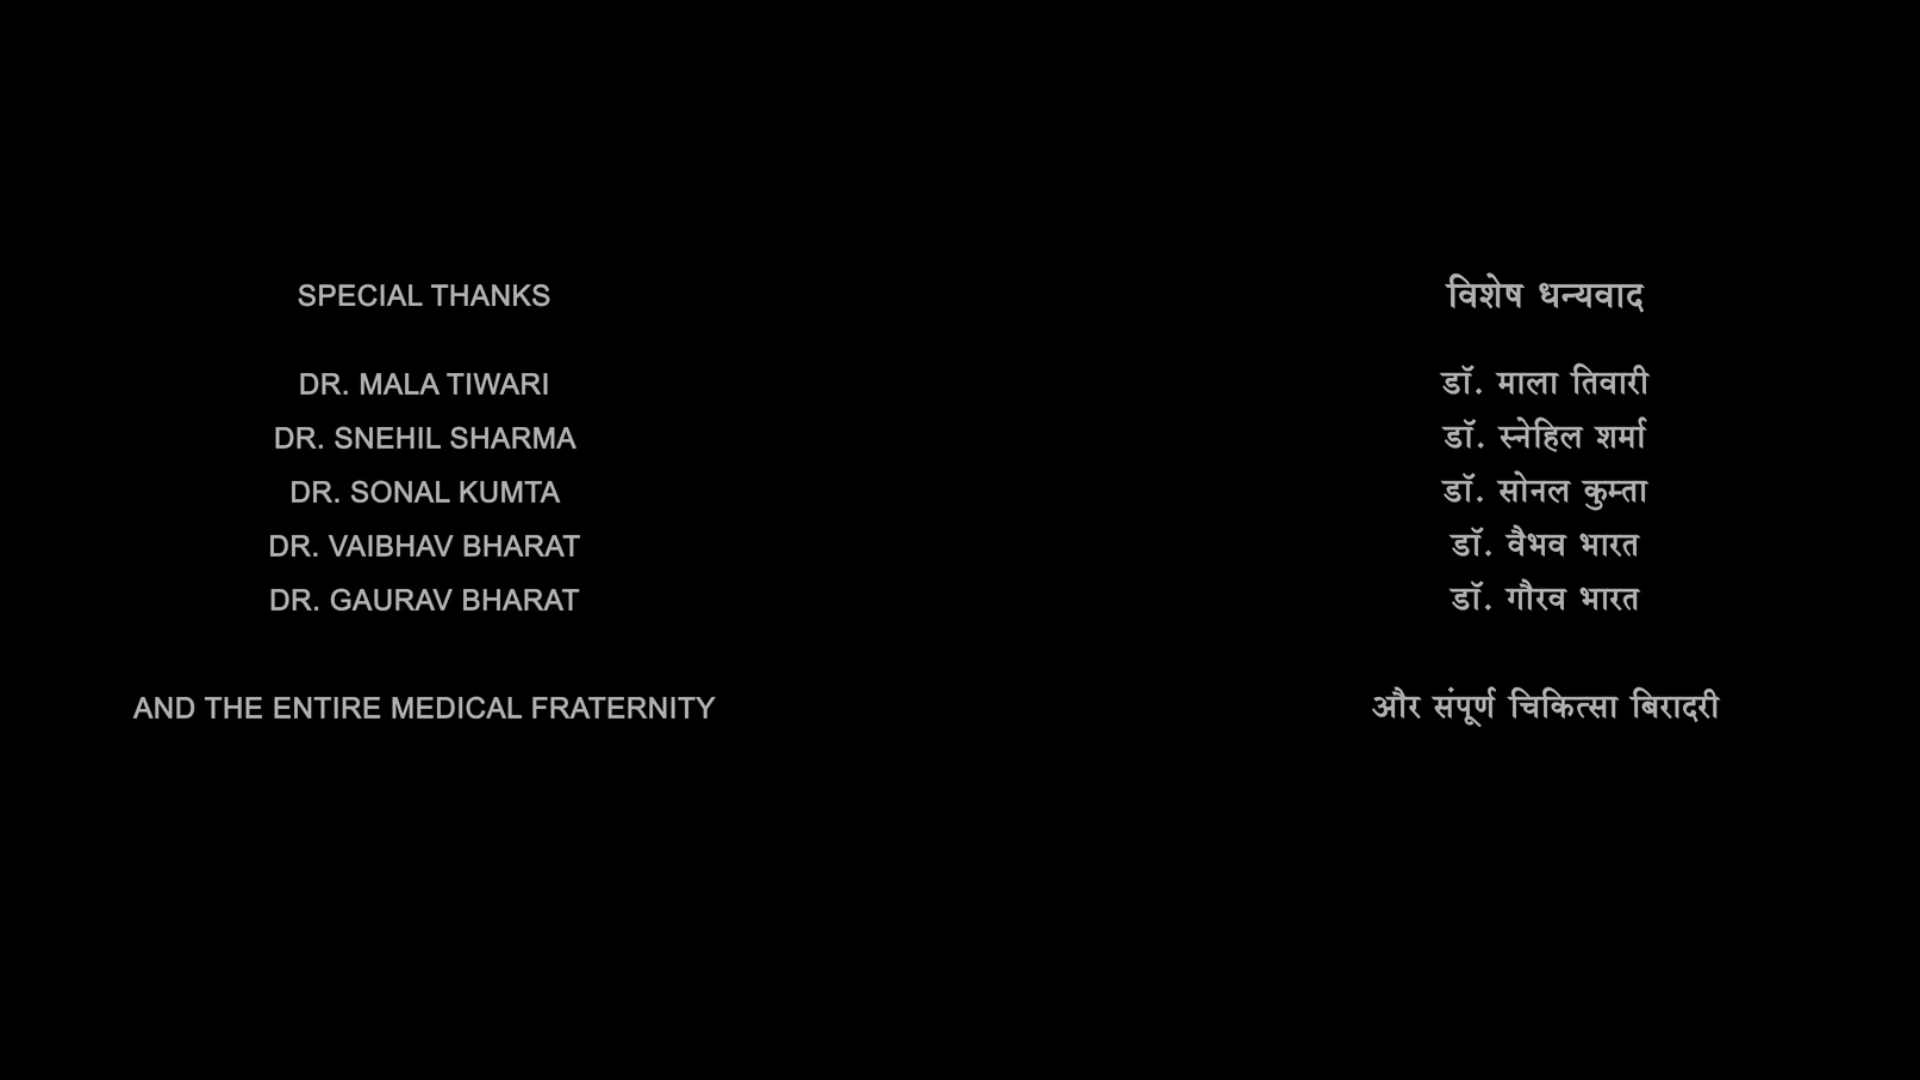 SPECIAL THANKS
DR. MALA TIWARI
DR. SNEHIL SHARMA
DR. SONAL KUMTA
DR. VAIBHAV BHARAT
DR. GAURAV BHARAT
AND THE ENTIRE MEDICAL FRATERNITY
विशेष धन्यवाद
डॉ. माला तिवारी
डॉ. स्नेहिल शर्मा
डॉ. सोनल कुम्ता
डॉ. वैभव भारत
डॉ. गौरव भारत
और संपूर्ण चिकित्सा बिरादरी